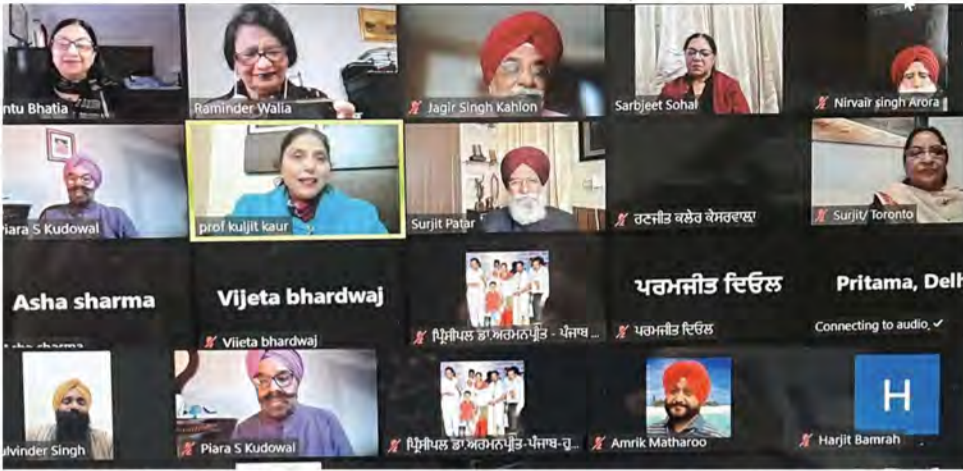 ntu Bhatia
Raminder Walia
Jagir Singh Kahlon
Sarbjeet Sohal
Nirvair singh Arora
iara S Kudowal
prof kuljit kaur
Surjit Patar
ਰਣਜੀਤ ਕਲੇਰ ਕੇਸਰਵਾਲਾ
Surjit/ Toronto
Asha sharma
Vijeta bhardwaj
Vijeta bhardwaj
ਪ੍ਰਿੰਸੀਪਲ ਡਾ.ਅਰਮਨਪ੍ਰੀਤ - ਪੰਜਾਬ...
ਪਰਮਜੀਤ ਦਿਓਲ
ਪਰਮਜੀਤ ਦਿਓਲ
Pritama, Delh
Connecting to audio
ulvinder Singh
Piara S Kudowal
ਪ੍ਰਿੰਸੀਪਲ ਡਾ.ਅਰਮਨਪ੍ਰੀਤ-ਪੰਜਾਬ-ਹੂ...
Amrik Matharoo
H
Harjit Bamrah